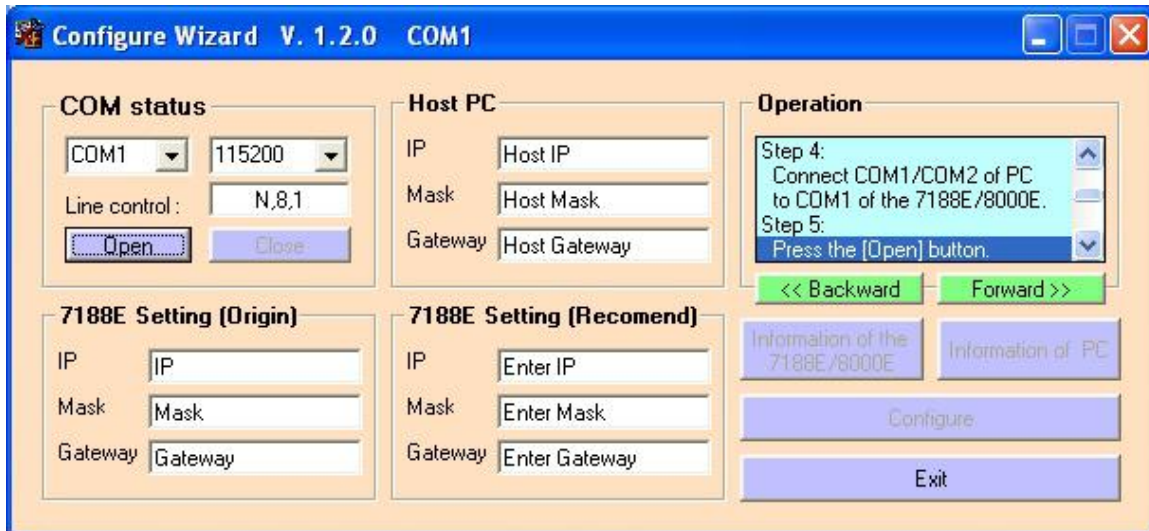 Configure Wizard V. 1.2.0 COM1
COM status
COM1
115200
Line control :
N,8,1
Open
Close
Host PC
IP
Host IP
Mask
Host Mask
Gateway
Host Gateway
Operation
Step 4:
Connect COM1/COM2 of PC
to COM1 of the 7188E/8000E.
Step 5:
Press the [Open] button.
<< Backward
Forward >>
7188E Setting (Origin)
IP
IP
Mask
Mask
Gateway
Gateway
7188E Setting (Recomend)
IP
Enter IP
Mask
Enter Mask
Gateway
Enter Gateway
Information of the
7188E/8000E
Information of PC
Configure
Exit